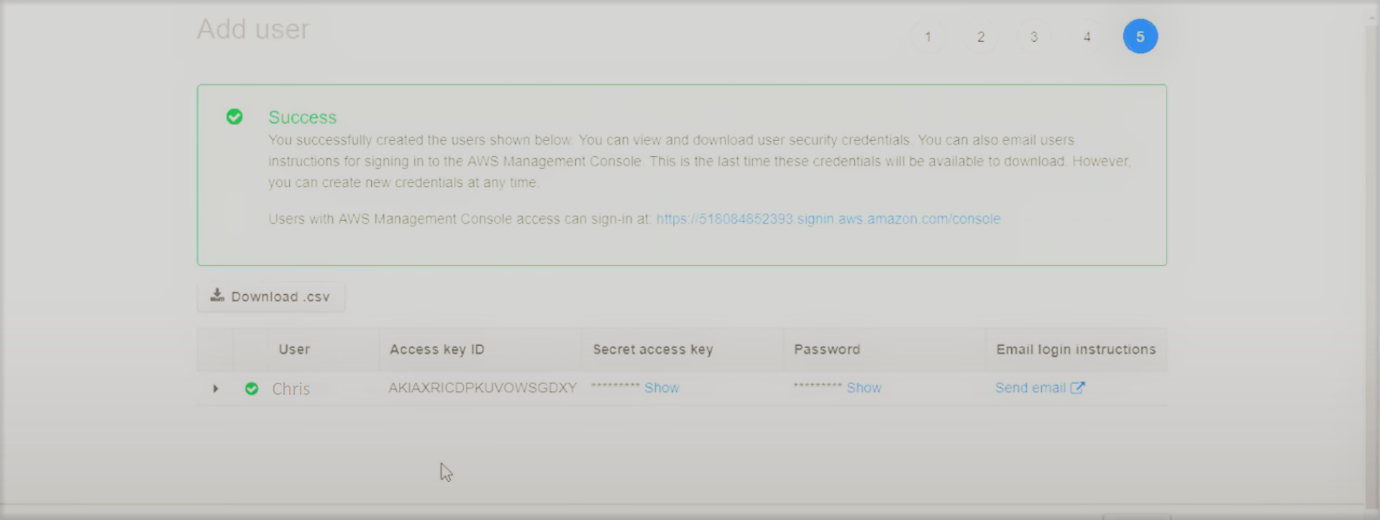 Add user
1 2 3 4 5
Success
You successfully created the users shown below. You can view and download user security credentials. You can also email users
instructions for signing in to the AWS Management Console. This is the last time these credentials will be available to download. However,
you can create new credentials at any time.
Users with AWS Management Console access can sign-in at: https://518084852393.signin.aws.amazon.com/console
Download .csv
User Access key ID Secret access key Password Email login instructions
Chris AKIAXRICDPKUVOWSGDXY ********* Show ********* Show Send email